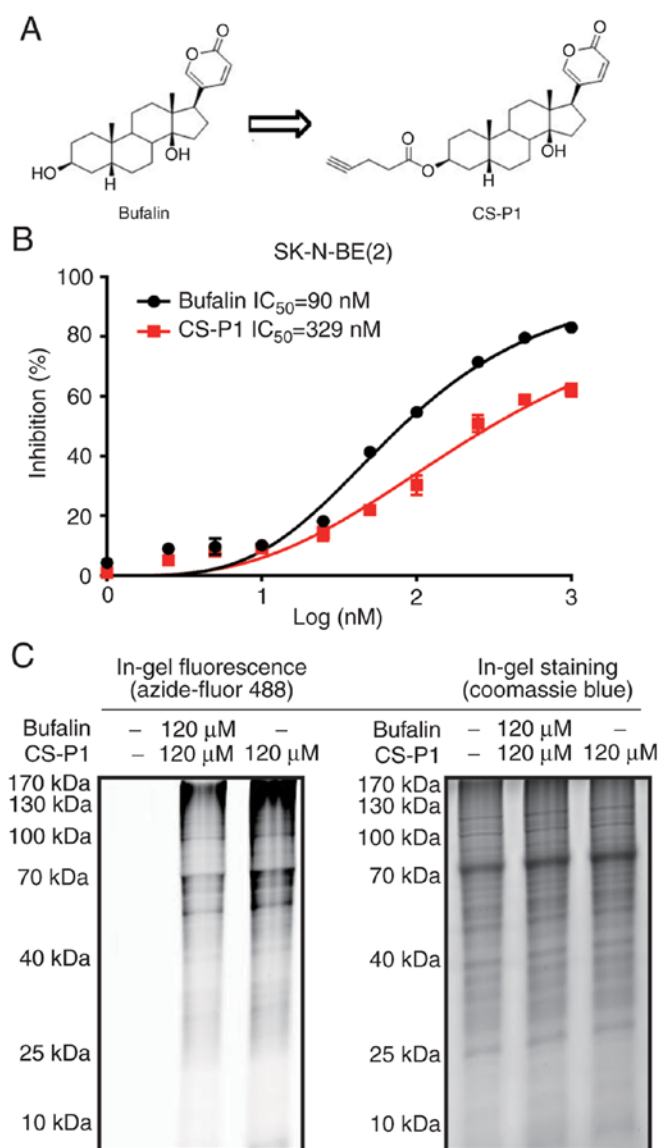 A
O
O
H
OH
HO
Bufalin
O
O
O
O
H
OH
CS-P1
B
SK-N-BE(2)
Bufalin IC50=90 nM
CS-P1 IC50=329 nM
Inhibition (%)
100
80
60
40
20
0
0 1 2 3
Log (nM)
C
In-gel fluorescence
(azide-fluor 488)
Bufalin – 120 µM –
CS-P1 – 120 µM 120 µM
170 kDa
130 kDa
100 kDa
70 kDa
40 kDa
25 kDa
10 kDa
In-gel staining
(coomassie blue)
Bufalin – 120 µM –
CS-P1 – 120 µM 120 µM
170 kDa
130 kDa
100 kDa
70 kDa
40 kDa
25 kDa
10 kDa